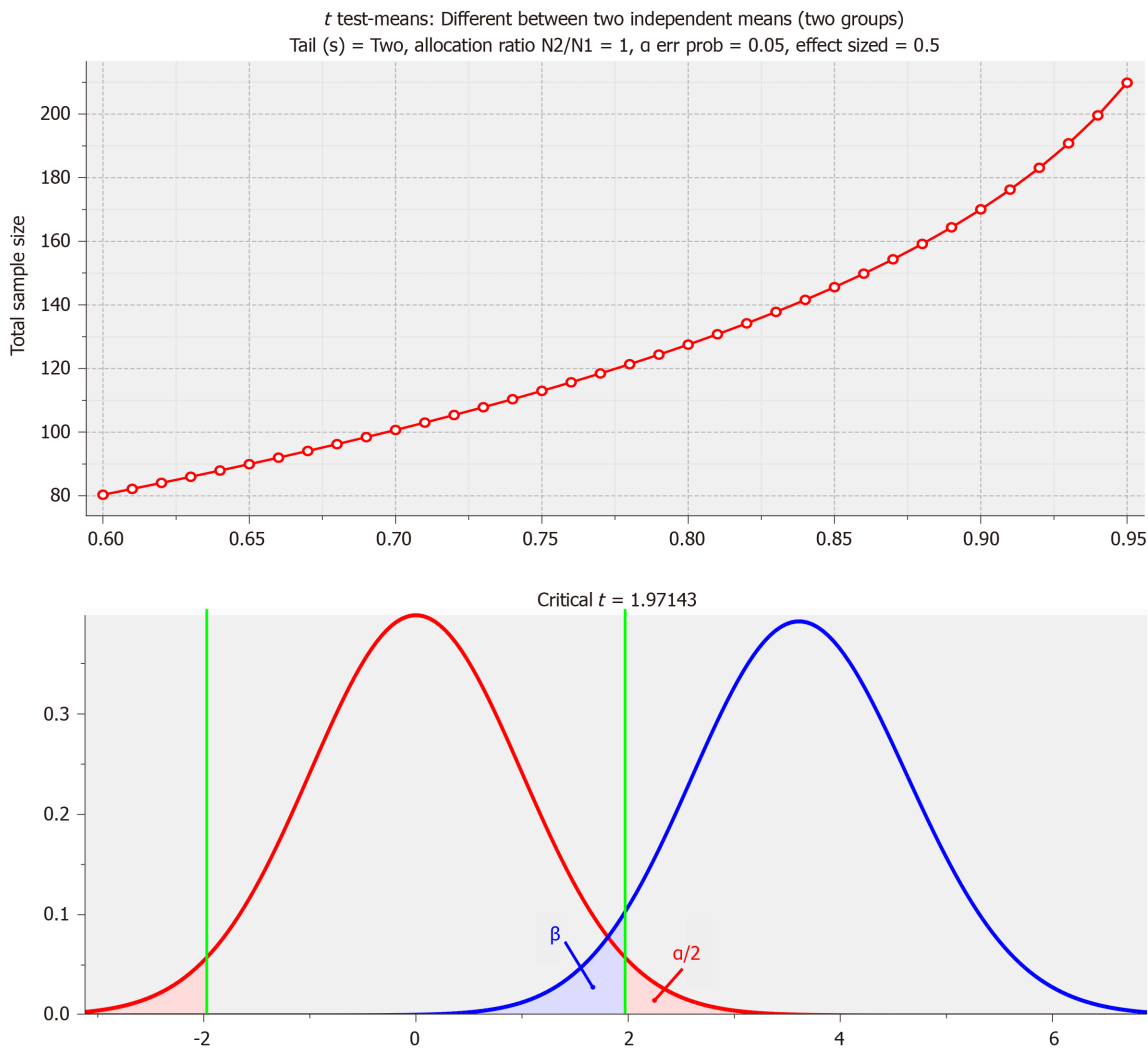 t test-means: Different between two independent means (two groups)
Tail (s) = Two, allocation ratio N2/N1 = 1, α err prob = 0.05, effect sized = 0.5
Total sample size
200
180
160
140
120
100
80
0.60 0.65 0.70 0.75 0.80 0.85 0.90 0.95
Critical t = 1.97143
0.3
0.2
0.1
0.0
β
α/2
-2 0 2 4 6